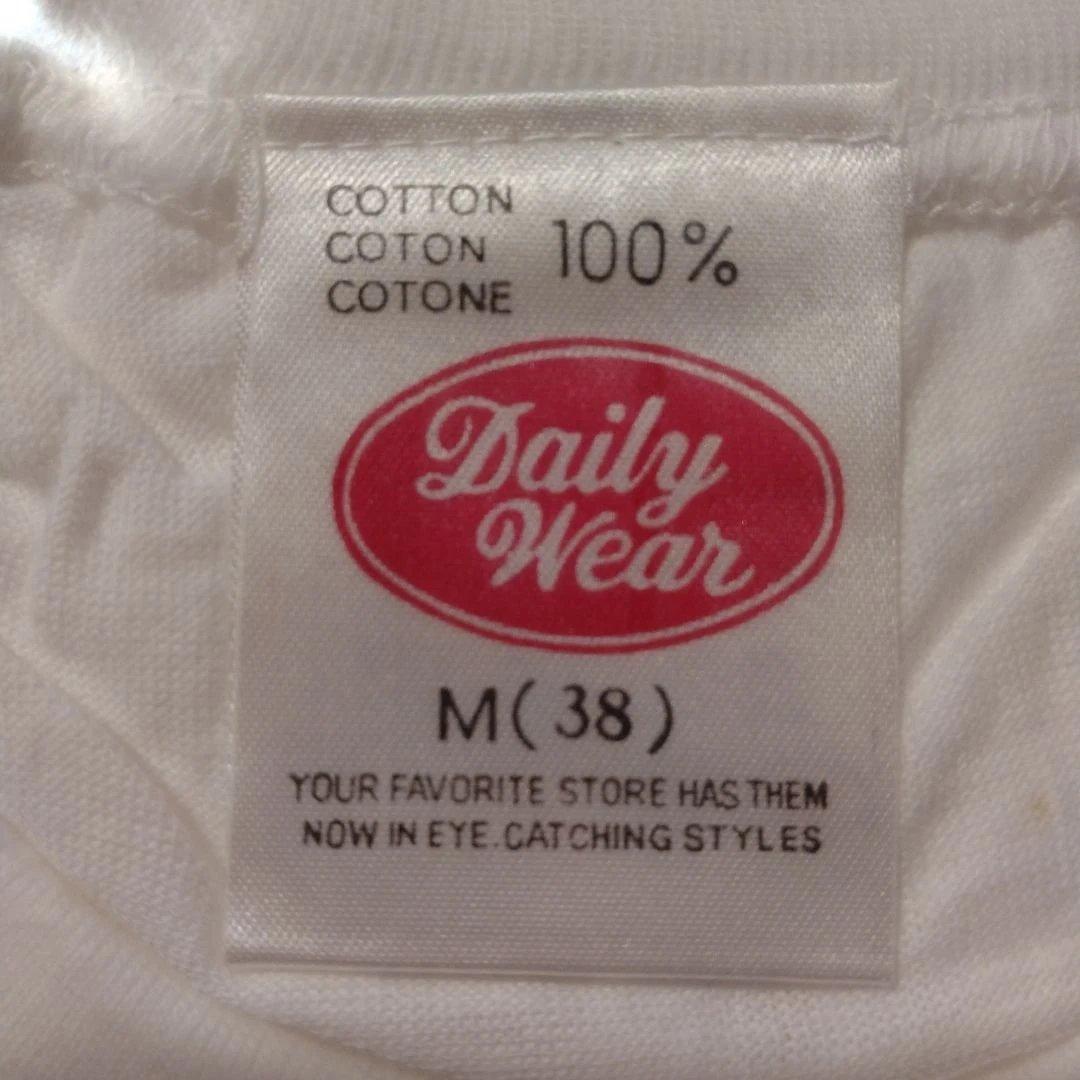 COTTON
COTON 100%
COTONE
Daily
Wear
M(38)
YOUR FAVORITE STORE HAS THEM
NOW IN EYE.CATCHING STYLES